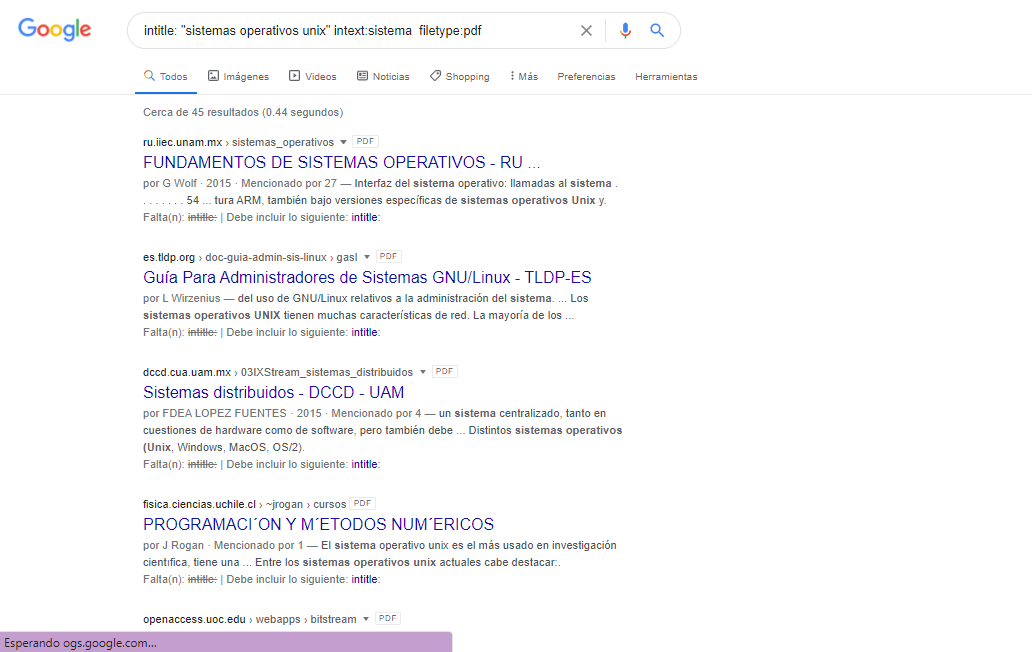 Google
intitle: "sistemas operativos unix" intext:sistema filetype:pdf
Todos Imágenes Videos Noticias Shopping Más Preferencias Herramientas
Cerca de 45 resultados (0.44 segundos)
ru.iiec.unam.mx › sistemas_operativos PDF
FUNDAMENTOS DE SISTEMAS OPERATIVOS - RU ...
por G Wolf · 2015 · Mencionado por 27 — Interfaz del sistema operativo: llamadas al sistema .
. . . . . . . 54 ... tura ARM, también bajo versiones específicas de sistemas operativos Unix y.
Falta(n): intitle: | Debe incluir lo siguiente: intitle:
es.tldp.org › doc-guia-admin-sis-linux › gasl PDF
Guía Para Administradores de Sistemas GNU/Linux - TLDP-ES
por L Wirzenius — del uso de GNU/Linux relativos a la administración del sistema. ... Los
sistemas operativos UNIX tienen muchas características de red. La mayoría de los ...
Falta(n): intitle: | Debe incluir lo siguiente: intitle:
dccd.cua.uam.mx › 03IXStream_sistemas_distribuidos PDF
Sistemas distribuidos - DCCD - UAM
por FDEA LOPEZ FUENTES · 2015 · Mencionado por 4 — un sistema centralizado, tanto en
cuestiones de hardware como de software, pero también debe ... Distintos sistemas operativos
(Unix, Windows, MacOS, OS/2).
Falta(n): intitle: | Debe incluir lo siguiente: intitle:
fisica.ciencias.uchile.cl › ~jrogan › cursos PDF
PROGRAMACI´ON Y M´ETODOS NUM´ERICOS
por J Rogan · Mencionado por 1 — El sistema operativo unix es el más usado en investigación
cientıfica, tiene una ... Entre los sistemas operativos unix actuales cabe destacar:.
Falta(n): intitle: | Debe incluir lo siguiente: intitle:
openaccess.uoc.edu › webapps › bitstream PDF
Esperando ogs.google.com...